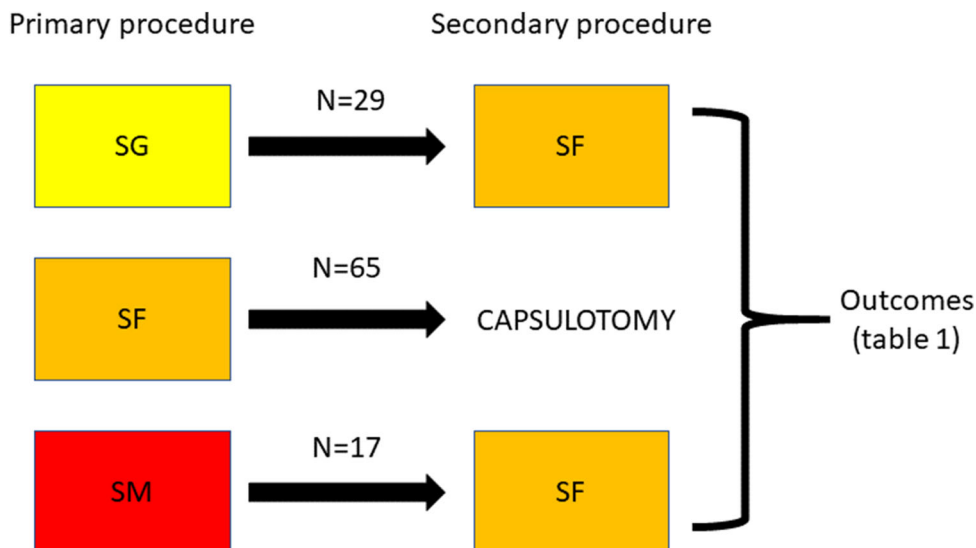 Primary procedure
Secondary procedure
SG
N=29
SF
SF
N=65
CAPSULOTOMY
SM
N=17
SF
Outcomes
(table 1)